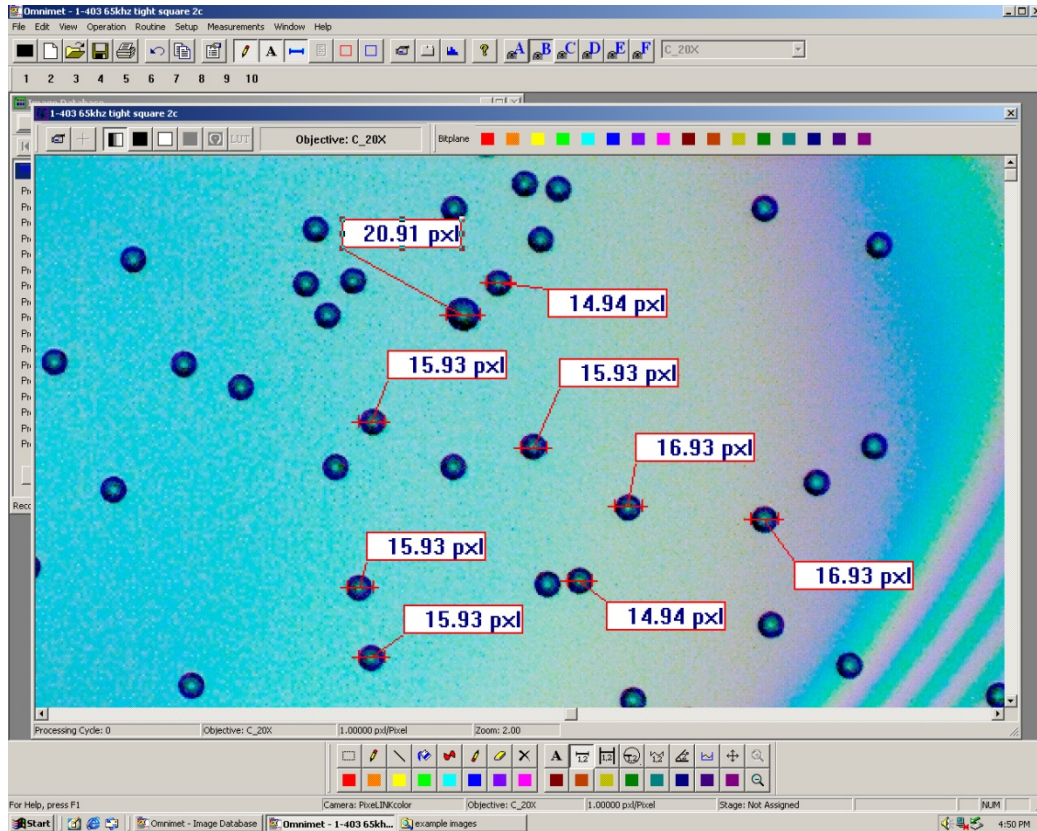 Omnimet - 1-403 65khz tight square 2c
File Edit View Operation Routine Setup Measurements Window Help
A ? A B C D E F C_20X
1 2 3 4 5 6 7 8 9 10
1-403 65khz tight square 2c
LUT Objective: C_20X Bitplane
20.91 pxl
14.94 pxl
15.93 pxl
15.93 pxl
16.93 pxl
15.93 pxl
16.93 pxl
15.93 pxl
14.94 pxl
Processing Cycle: 0 Objective: C_20X 1.00000 pxl/Pixel Zoom: 2.00
A 1.2 1.2
For Help, press F1 Camera: PixeLINKcolor Objective: C_20X 1.00000 pxl/Pixel Stage: Not Assigned NUM
Start Omnimet - Image Database Omnimet - 1-403 65kh... example images 4:50 PM